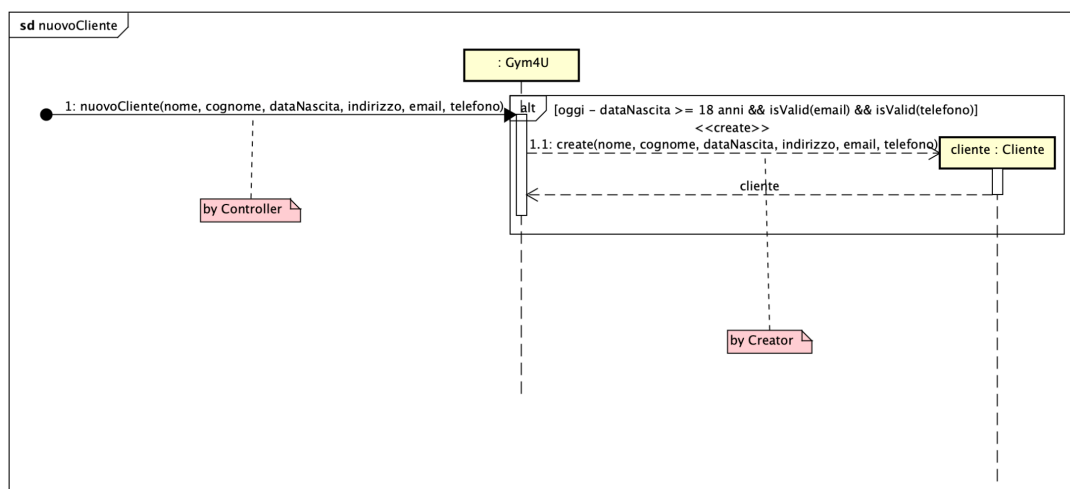 sd nuovoCliente
: Gym4U
1: nuovoCliente(nome, cognome, dataNascita, indirizzo, email, telefono)
alt
[oggi - dataNascita >= 18 anni && isValid(email) && isValid(telefono)]
<<create>>
1.1: create(nome, cognome, dataNascita, indirizzo, email, telefono)
cliente : Cliente
cliente
by Controller
by Creator